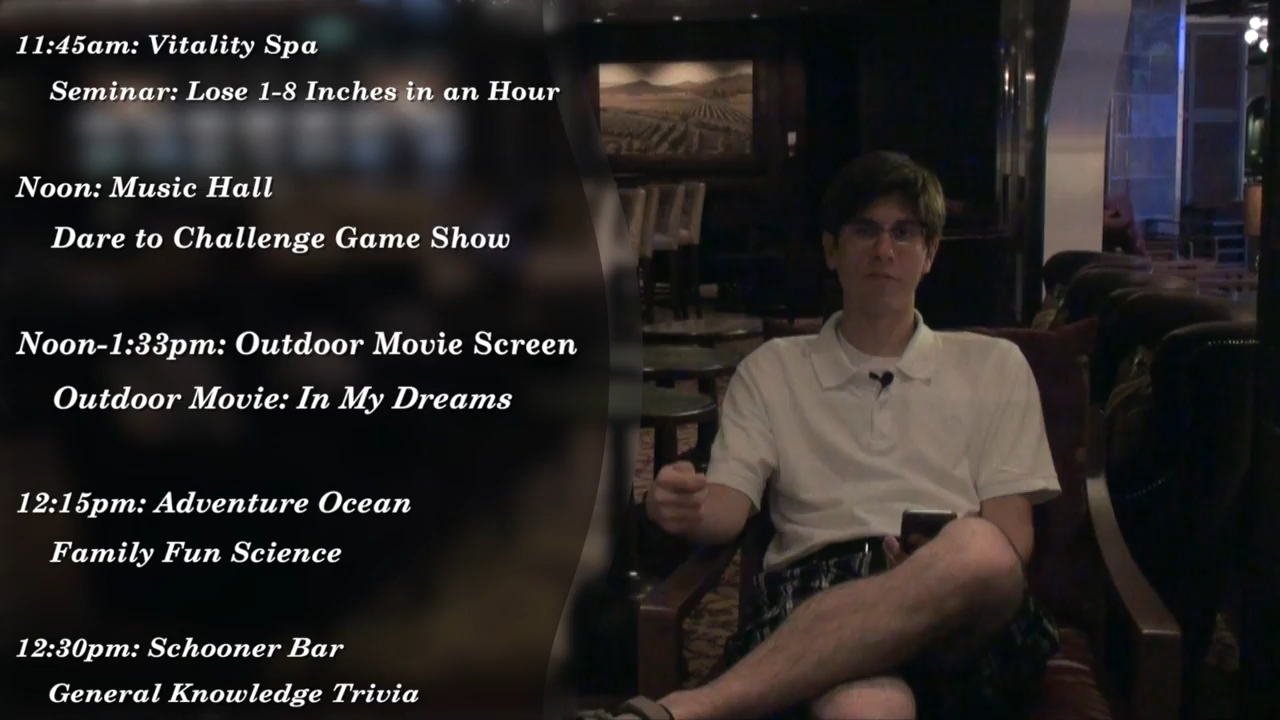 11:45am: Vitality Spa
Seminar: Lose 1-8 Inches in an Hour
Noon: Music Hall
Dare to Challenge Game Show
Noon-1:33pm: Outdoor Movie Screen
Outdoor Movie: In My Dreams
12:15pm: Adventure Ocean
Family Fun Science
12:30pm: Schooner Bar
General Knowledge Trivia